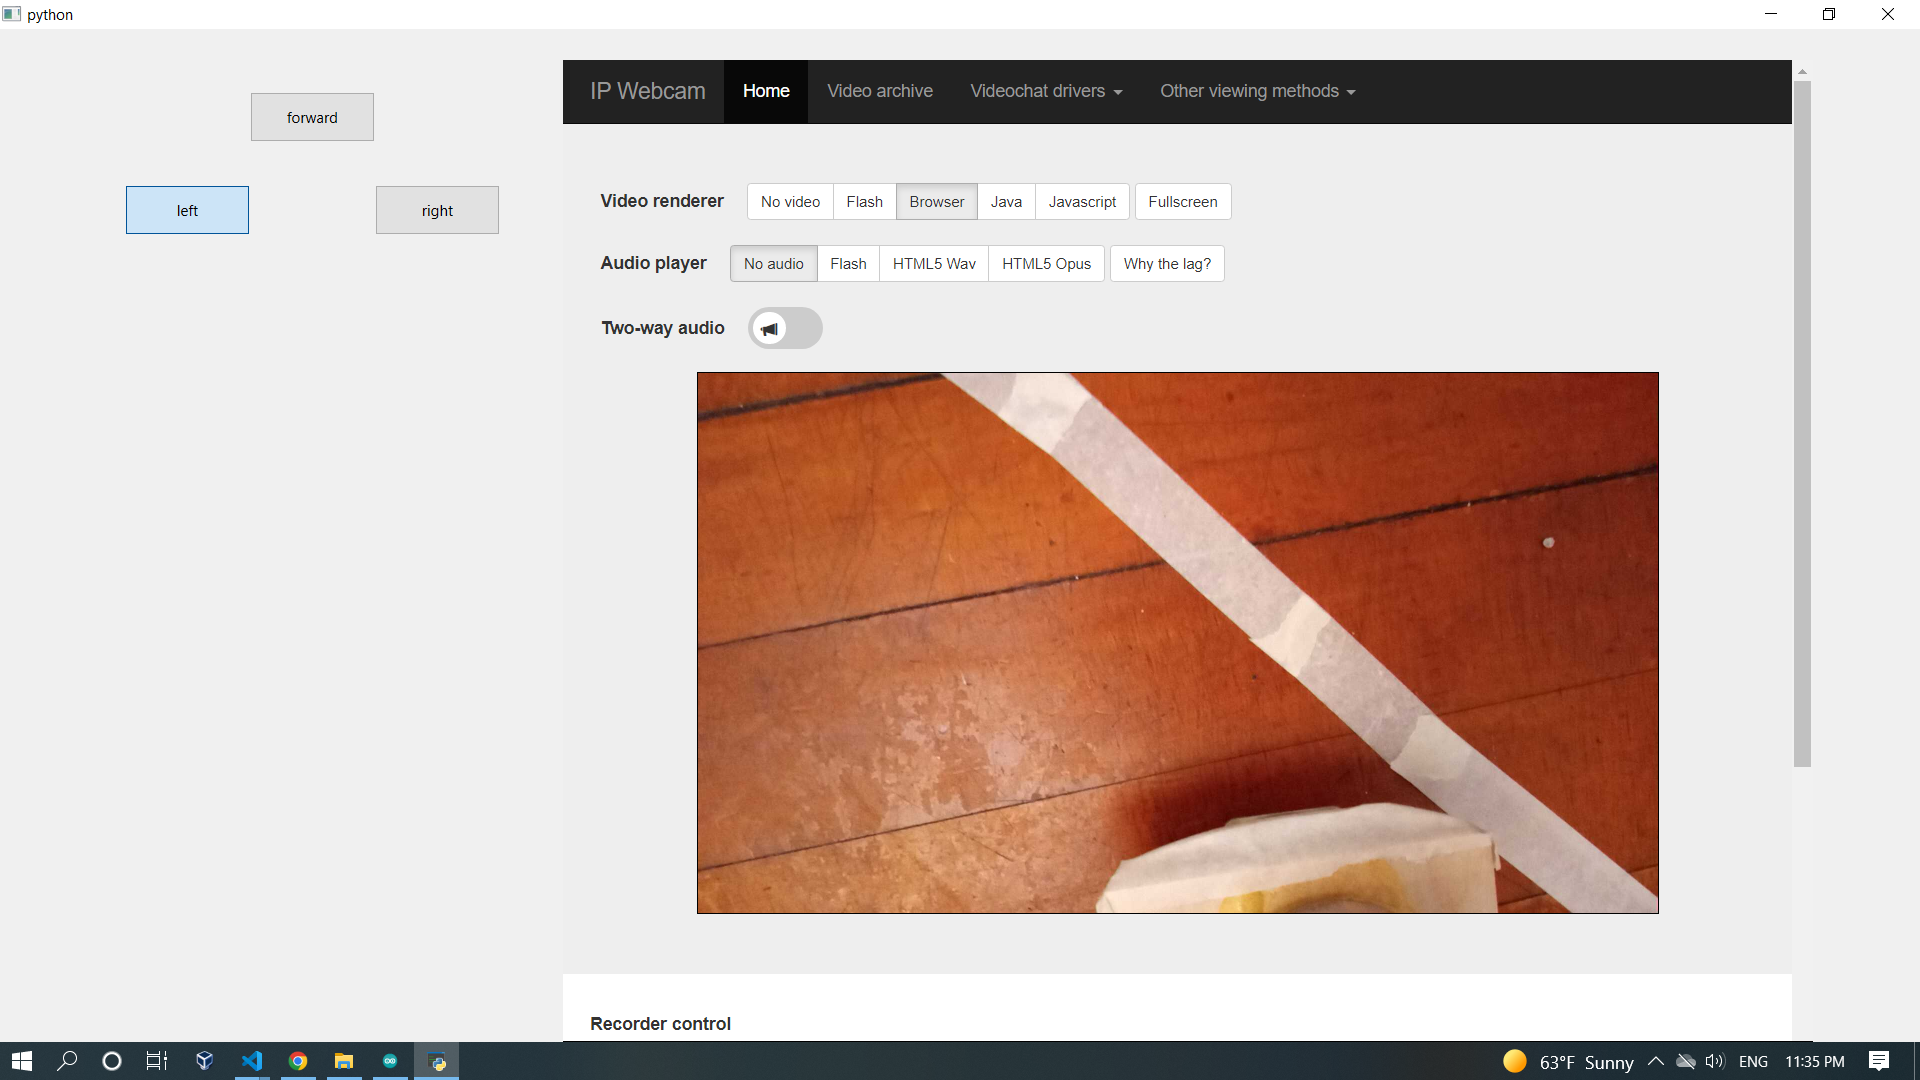 python
forward
left
right
IP Webcam Home Video archive Videochat drivers Other viewing methods
Video renderer No video Flash Browser Java Javascript Fullscreen
Audio player No audio Flash HTML5 Wav HTML5 Opus Why the lag?
Two-way audio
Recorder control
63°F Sunny ENG 11:35 PM